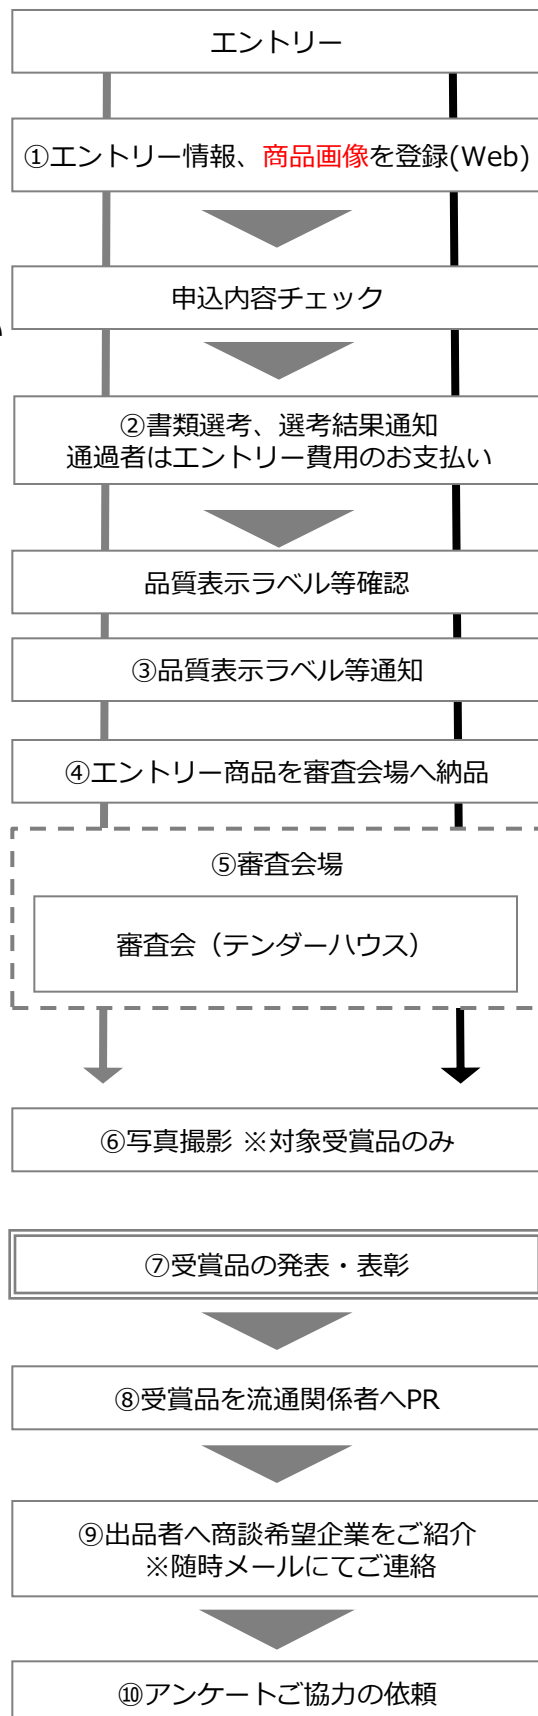 エントリー
①エントリー情報、商品画像を登録(Web)
申込内容チェック
②書類選考、選考結果通知
通過者はエントリー費用のお支払い
品質表示ラベル等確認
③品質表示ラベル等通知
④エントリー商品を審査会場へ納品
⑤審査会場
審査会（テンダーハウス）
⑥写真撮影 ※対象受賞品のみ
⑦受賞品の発表・表彰
⑧受賞品を流通関係者へPR
⑨出品者へ商談希望企業をご紹介
※随時メールにてご連絡
⑩アンケートご協力の依頼